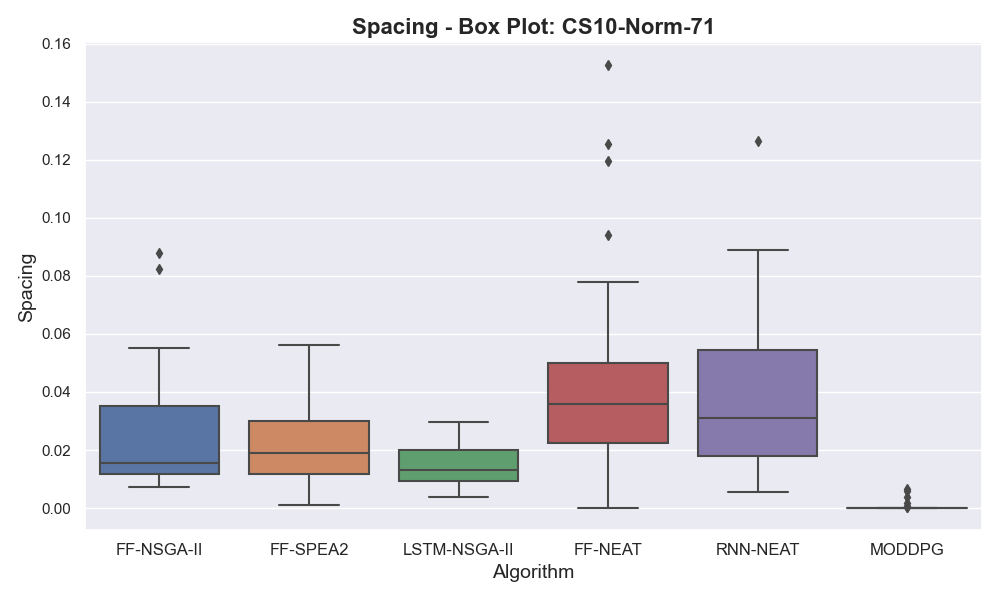 Spacing - Box Plot: CS10-Norm-71
0.16
0.14
0.12
0.10
0.08
0.06
0.04
0.02
0.00
Spacing
FF-NSGA-II FF-SPEA2 LSTM-NSGA-II FF-NEAT RNN-NEAT MODDPG
Algorithm